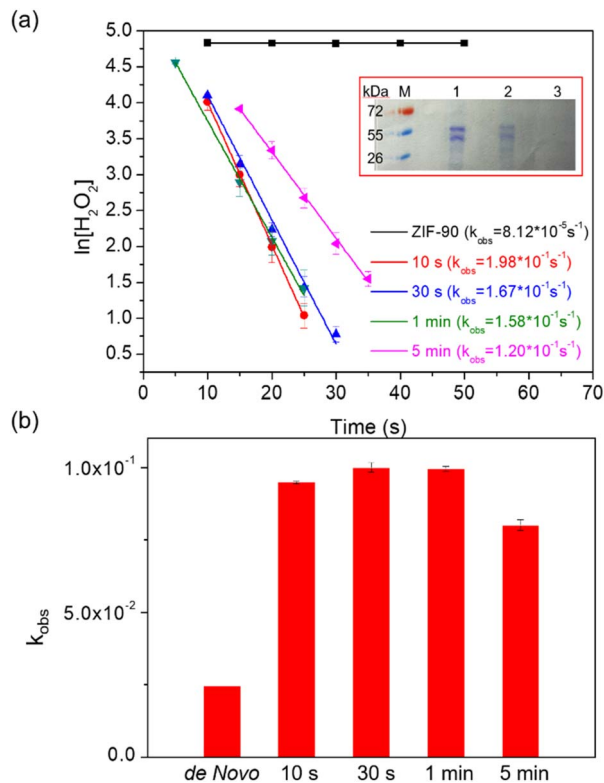 (a)
5.0
4.5
4.0
3.5
3.0
2.5
2.0
1.5
1.0
0.5
ln[H₂O₂]
kDa M 1 2 3
72
55
26
ZIF-90 (kobs=8.12*10⁻⁵s⁻¹)
10 s (kobs=1.98*10⁻¹s⁻¹)
30 s (kobs=1.67*10⁻¹s⁻¹)
1 min (kobs=1.58*10⁻¹s⁻¹)
5 min (kobs=1.20*10⁻¹s⁻¹)
0 10 20 30 40 50 60 70
Time (s)
(b)
1.0x10⁻¹
5.0x10⁻²
0.0
kobs
de Novo 10 s 30 s 1 min 5 min